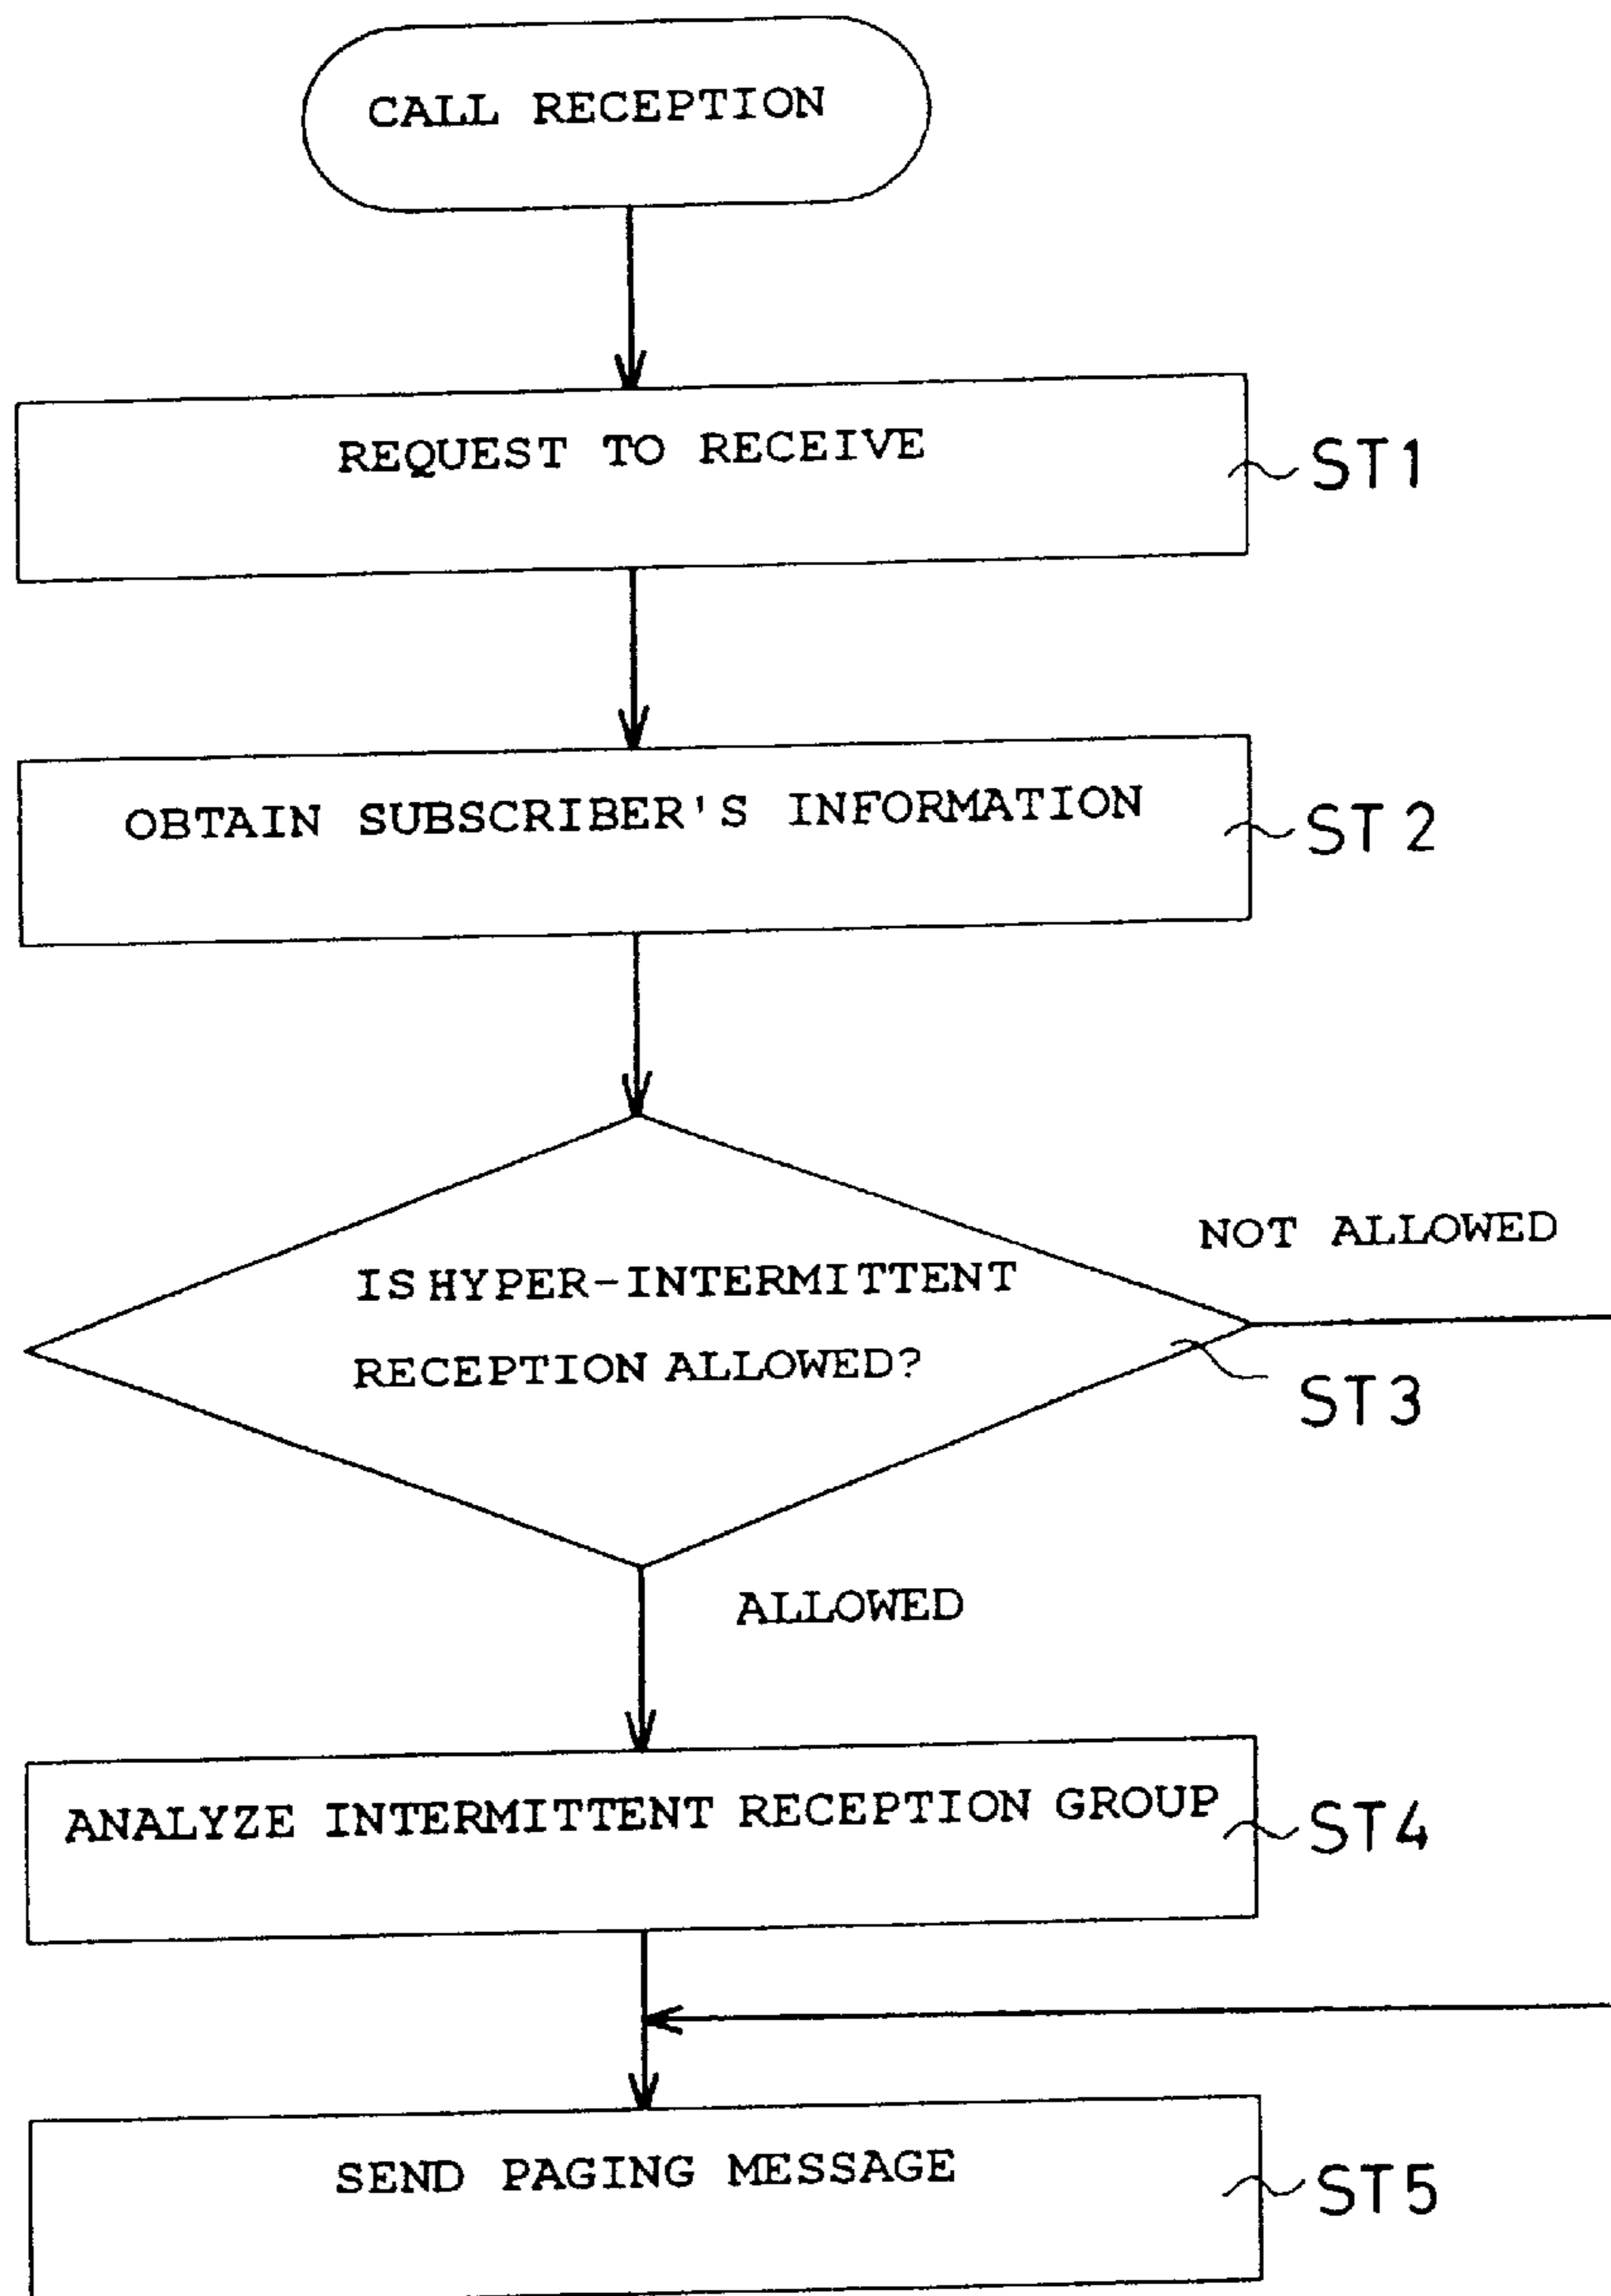 CALL RECEPTION
REQUEST TO RECEIVE
ST1
OBTAIN SUBSCRIBER'S INFORMATION
ST2
NOT ALLOWED
IS HYPER-INTERMITTENT
RECEPTION ALLOWED?
ST3
ALLOWED
ANALYZE INTERMITTENT RECEPTION GROUP
ST4
SEND PAGING MESSAGE
ST5